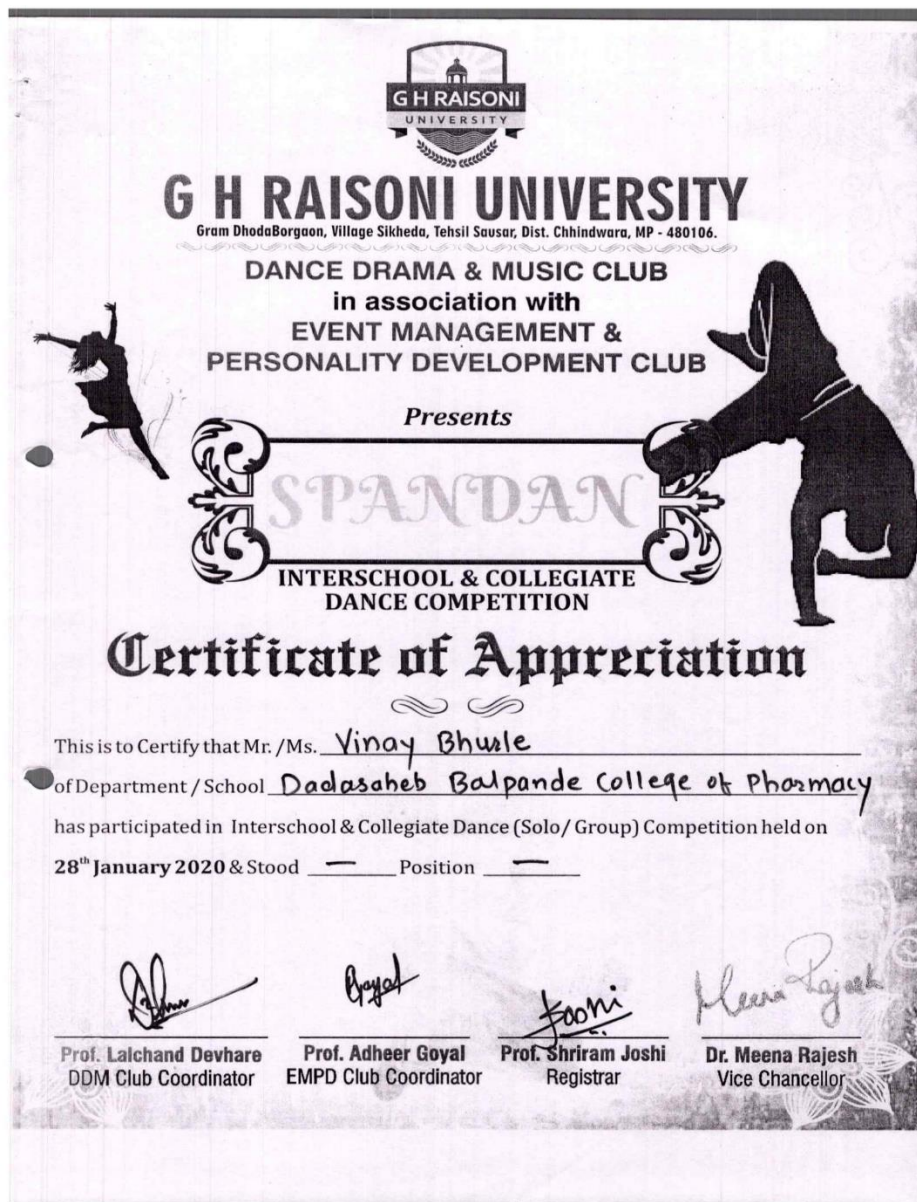 G H RAISONI
UNIVERSITY
G H RAISONI UNIVERSITY
Gram DhodaBorgaon, Village Sikheda, Tehsil Sausar, Dist. Chhindwara, MP - 480106.
DANCE DRAMA & MUSIC CLUB
in association with
EVENT MANAGEMENT &
PERSONALITY DEVELOPMENT CLUB
Presents
SPANDAN
INTERSCHOOL & COLLEGIATE
DANCE COMPETITION
Certificate of Appreciation
This is to Certify that Mr. /Ms. Vinay Bhusle
of Department / School Dadasaheb Balpande College of Pharmacy
has participated in Interschool & Collegiate Dance (Solo/ Group) Competition held on
28th January 2020 & Stood — Position —
Goyal Joshi Meena Rajesh
Prof. Lalchand Devhare Prof. Adheer Goyal Prof. Shriram Joshi Dr. Meena Rajesh
DDM Club Coordinator EMPD Club Coordinator Registrar Vice Chancellor